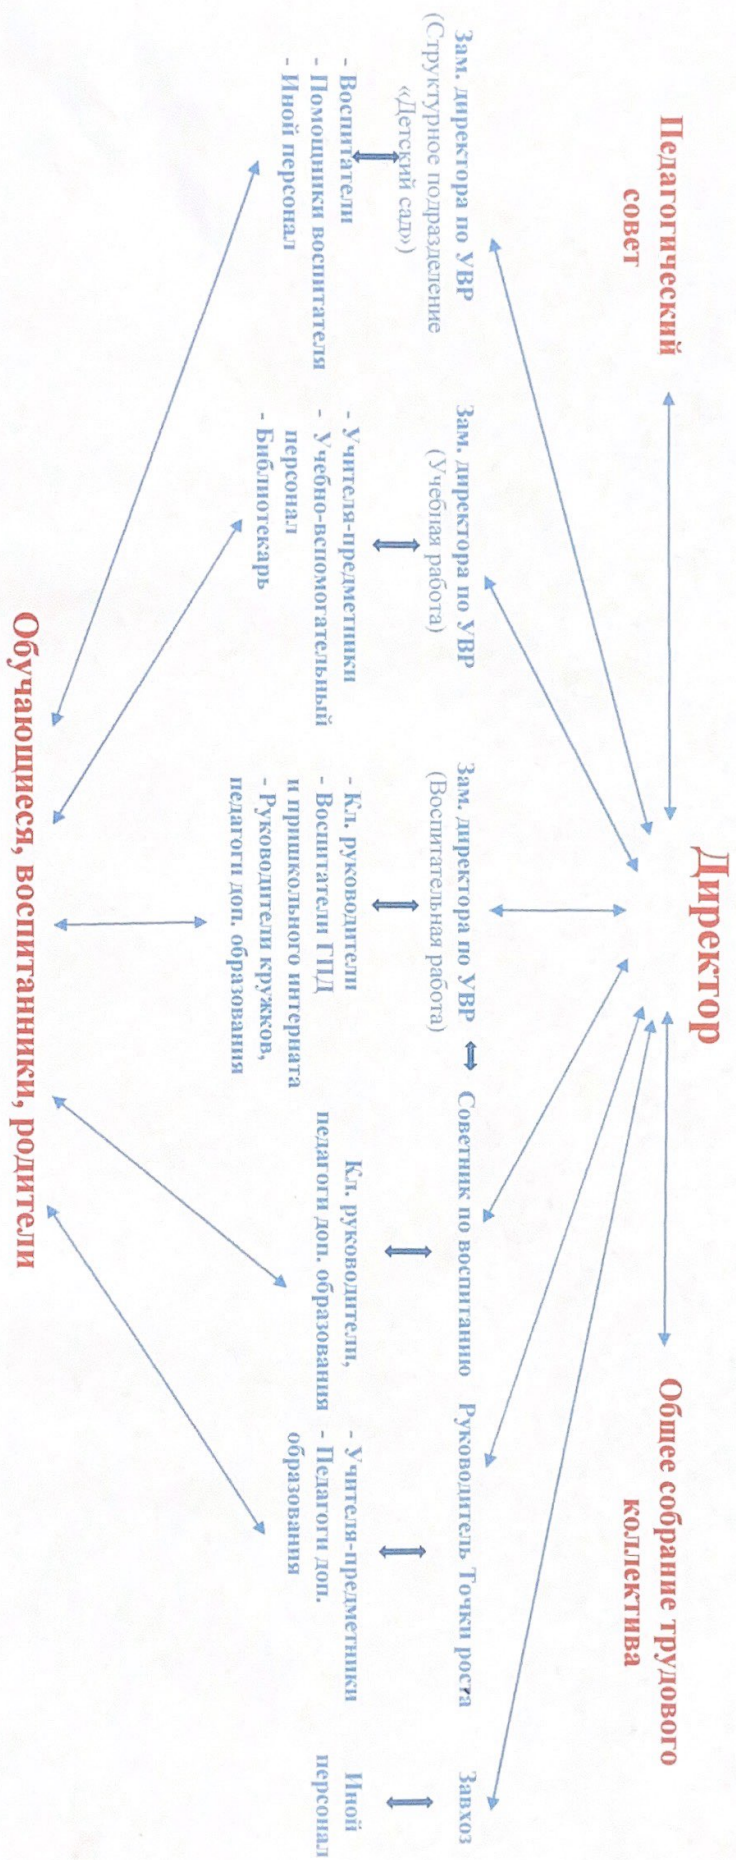 Директор
Педагогический
совет
Общее собрание трудового
коллектива
Зам. директора по УВР
(Структурное подразделение
«Детский сад»)
Зам. директора по УВР
(Учебная работа)
Зам. директора по УВР
(Воспитательная работа)
Советник по воспитанию
Руководитель Точки роста
Завхоз
- Воспитатели
- Помощники воспитателя
- Иной персонал
- Учителя-предметники
- Учебно-вспомогательный
персонал
- Библиотекарь
- Кл. руководители
- Воспитатели ГПД
и пришкольного интерната
- Руководители кружков,
педагоги доп. образования
Кл. руководители,
педагоги доп. образования
- Учителя-предметники
- Педагоги доп.
образования
Иной
персонал
Обучающиеся, воспитанники, родители